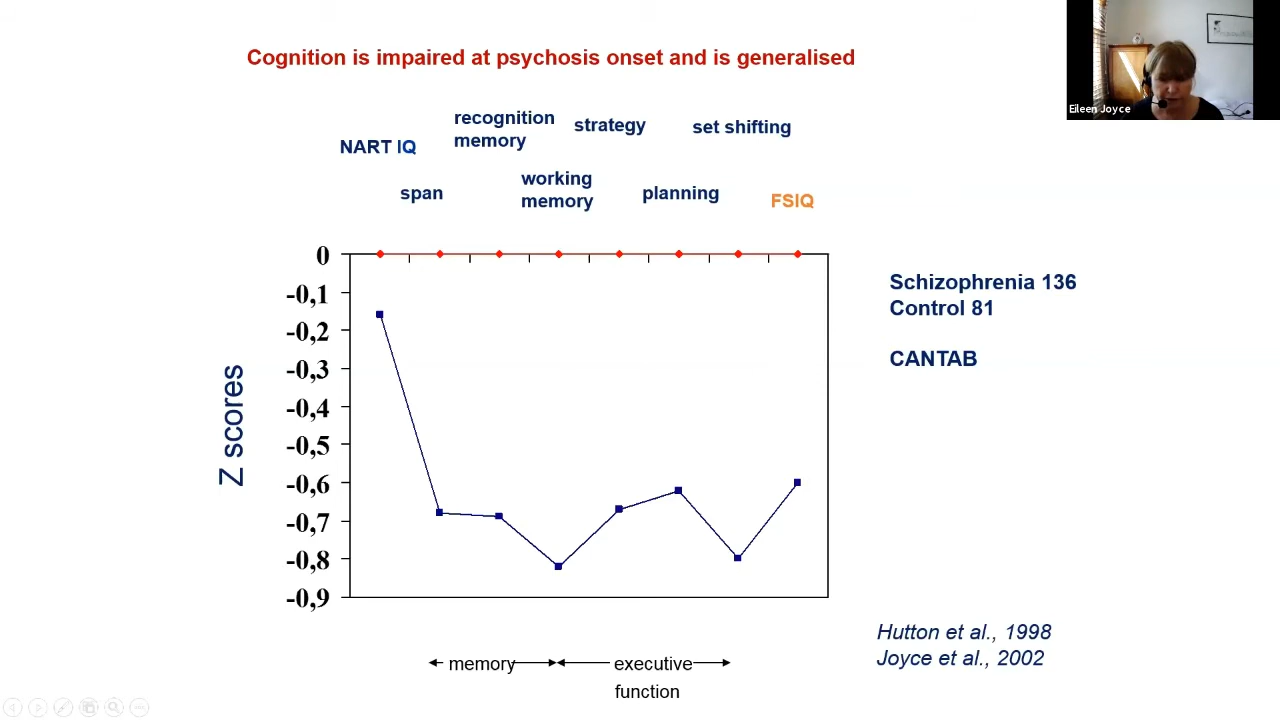 Cognition is impaired at psychosis onset and is generalised
Eileen Joyce
NART IQ
recognition
memory
strategy
set shifting
span
working
memory
planning
FSIQ
0
-0,1
-0,2
-0,3
-0,4
-0,5
-0,6
-0,7
-0,8
-0,9
Z scores
Schizophrenia 136
Control 81
CANTAB
memory
executive
function
Hutton et al., 1998
Joyce et al., 2002